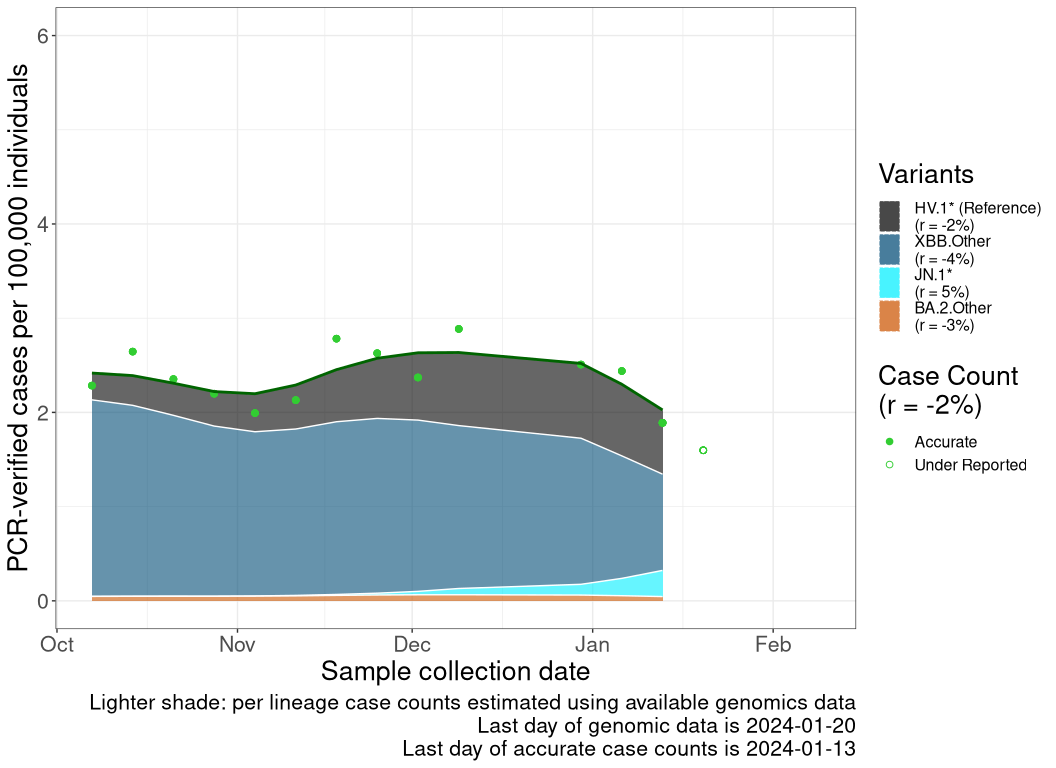 PCR-verified cases per 100,000 individuals
6
4
2
0
Oct
Nov
Dec
Jan
Feb
Sample collection date
Lighter shade: per lineage case counts estimated using available genomics data
Last day of genomic data is 2024-01-20
Last day of accurate case counts is 2024-01-13
Variants
HV.1* (Reference)
(r = -2%)
XBB.Other
(r = -4%)
JN.1*
(r = 5%)
BA.2.Other
(r = -3%)
Case Count
(r = -2%)
Accurate
Under Reported